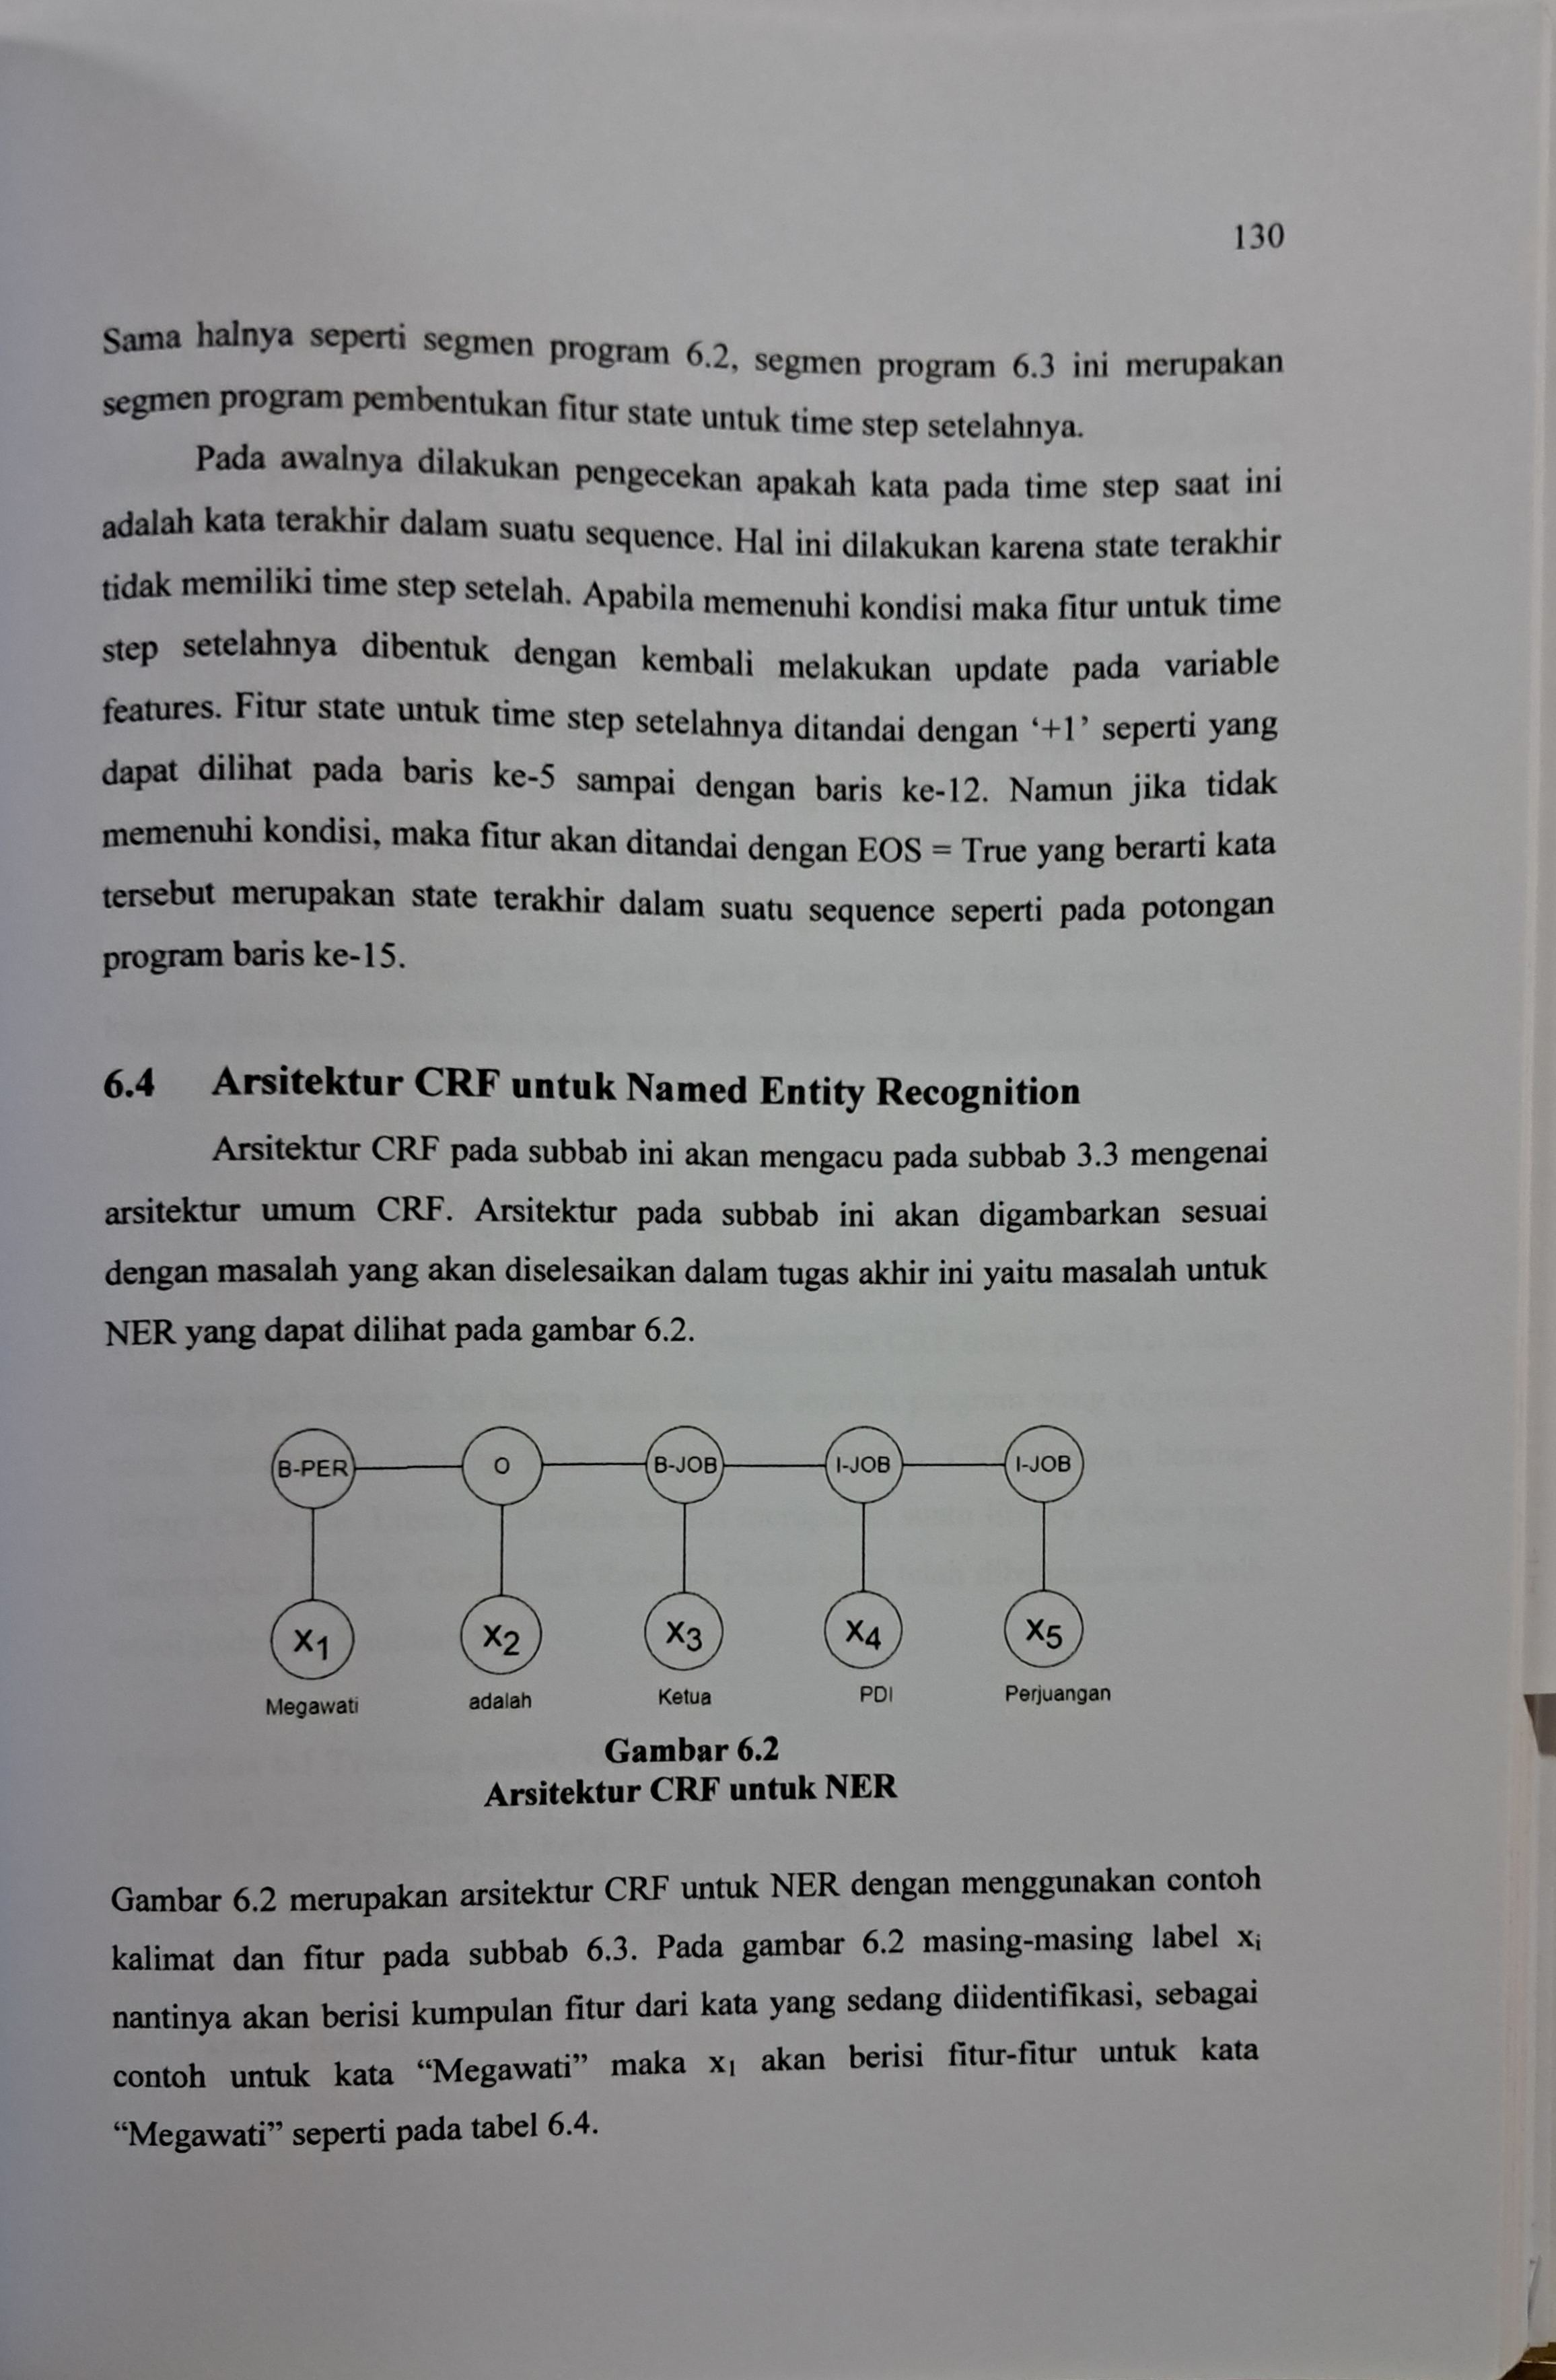 130
Sama halnya seperti segmen program 6.2, segmen program 6.3 ini merupakan
segmen program pembentukan fitur state untuk time step setelahnya.
Pada awalnya dilakukan pengecekan apakah kata pada time step saat ini
adalah kata terakhir dalam suatu sequence. Hal ini dilakukan karena state terakhir
tidak memiliki time step setelah. Apabila memenuhi kondisi maka fitur untuk time
step setelahnya dibentuk dengan kembali melakukan update pada variable
features. Fitur state untuk time step setelahnya ditandai dengan ‘+1’ seperti yang
dapat dilihat pada baris ke-5 sampai dengan baris ke-12. Namun jika tidak
memenuhi kondisi, maka fitur akan ditandai dengan EOS = True yang berarti kata
tersebut merupakan state terakhir dalam suatu sequence seperti pada potongan
program baris ke-15.
6.4 Arsitektur CRF untuk Named Entity Recognition
Arsitektur CRF pada subbab ini akan mengacu pada subbab 3.3 mengenai
arsitektur umum CRF. Arsitektur pada subbab ini akan digambarkan sesuai
dengan masalah yang akan diselesaikan dalam tugas akhir ini yaitu masalah untuk
NER yang dapat dilihat pada gambar 6.2.
B-PER O B-JOB I-JOB I-JOB
X1 X2 X3 X4 X5
Megawati adalah Ketua PDI Perjuangan
Gambar 6.2
Arsitektur CRF untuk NER
Gambar 6.2 merupakan arsitektur CRF untuk NER dengan menggunakan contoh
kalimat dan fitur pada subbab 6.3. Pada gambar 6.2 masing-masing label xi
nantinya akan berisi kumpulan fitur dari kata yang sedang diidentifikasi, sebagai
contoh untuk kata “Megawati” maka x1 akan berisi fitur-fitur untuk kata
“Megawati” seperti pada tabel 6.4.